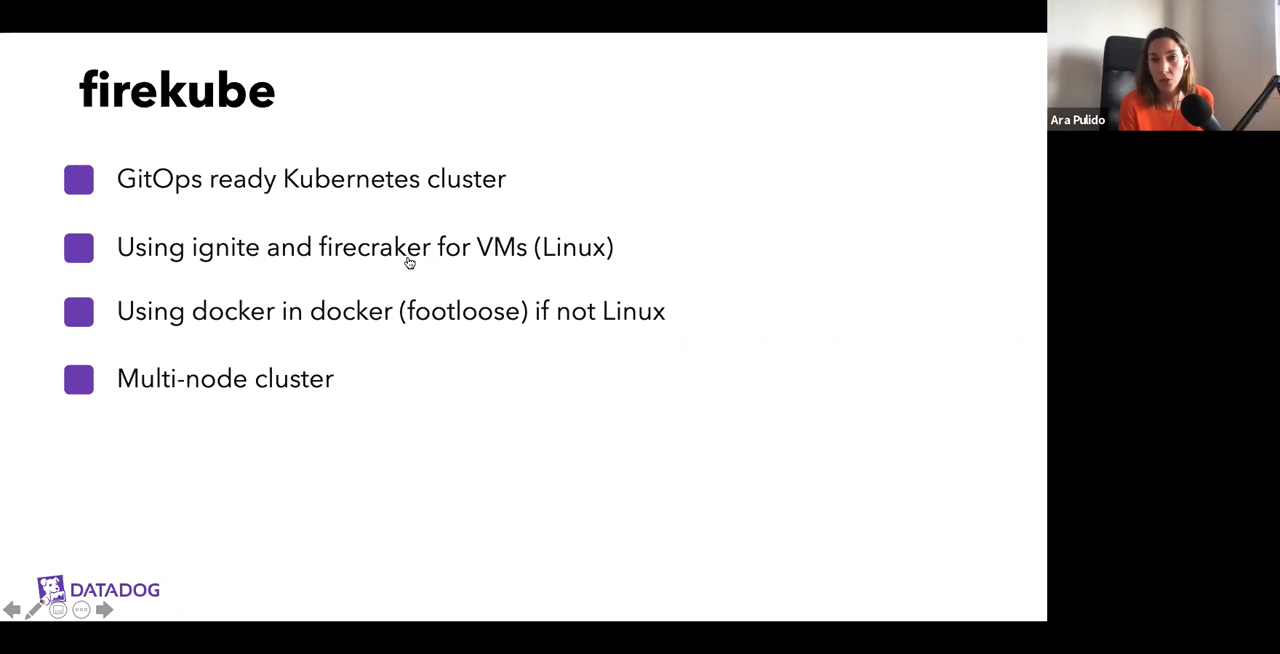 firekube
GitOps ready Kubernetes cluster
Using ignite and firecraker for VMs (Linux)
Using docker in docker (footloose) if not Linux
Multi-node cluster
DATADOG
Ara Pulido